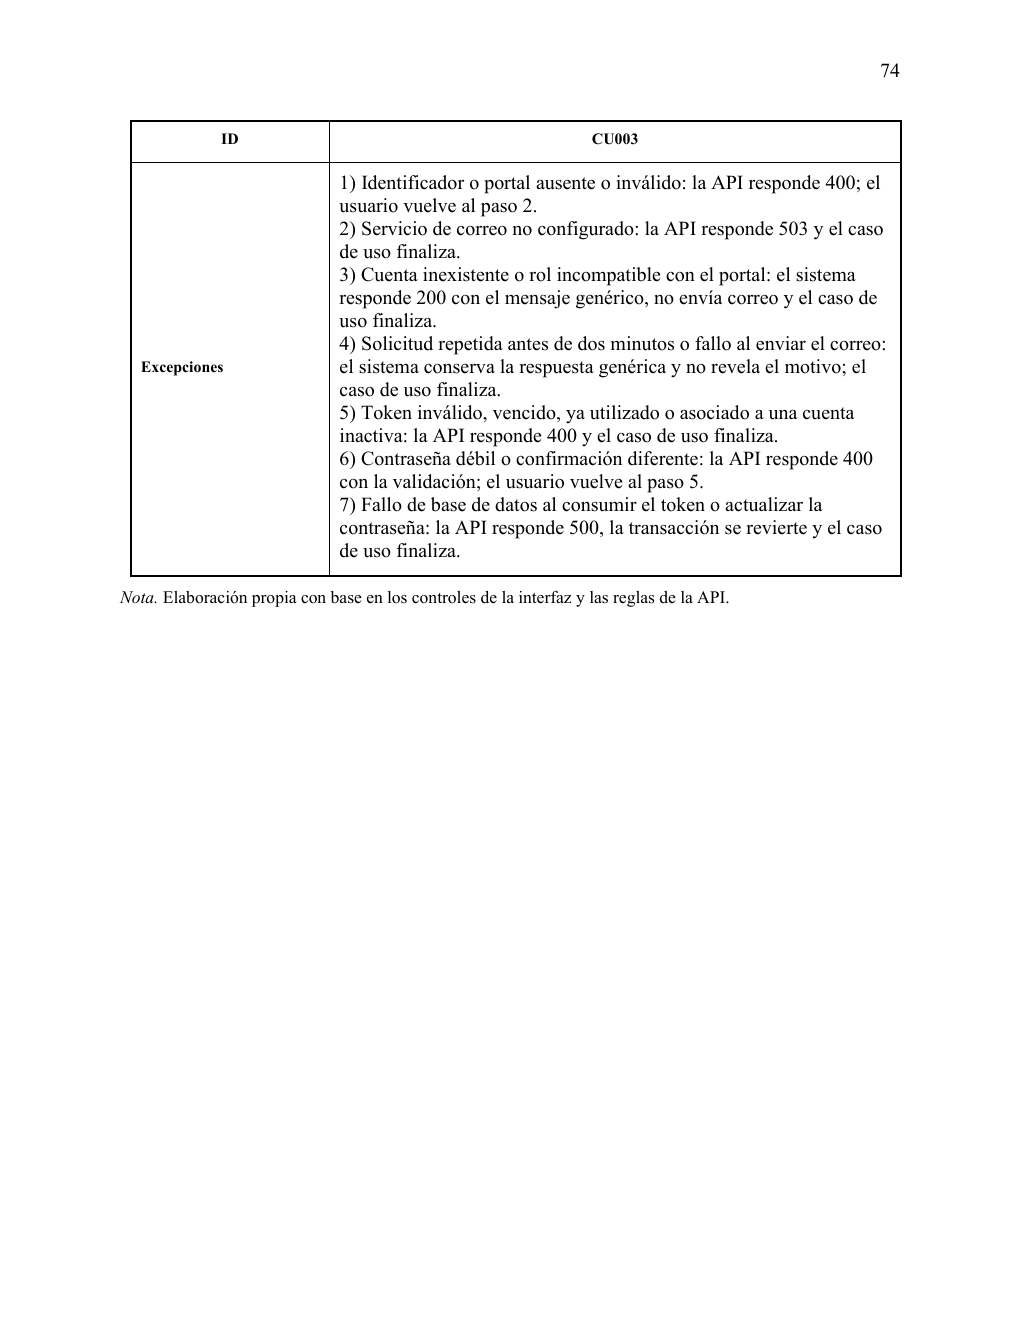 74
ID CU003
1) Identificador o portal ausente o inválido: la API responde 400; el
usuario vuelve al paso 2.
2) Servicio de correo no configurado: la API responde 503 y el caso
de uso finaliza.
3) Cuenta inexistente o rol incompatible con el portal: el sistema
responde 200 con el mensaje genérico, no envía correo y el caso de
uso finaliza.
4) Solicitud repetida antes de dos minutos o fallo al enviar el correo:
Excepciones
el sistema conserva la respuesta genérica y no revela el motivo; el
caso de uso finaliza.
5) Token inválido, vencido, ya utilizado o asociado a una cuenta
inactiva: la API responde 400 y el caso de uso finaliza.
6) Contraseña débil o confirmación diferente: la API responde 400
con la validación; el usuario vuelve al paso 5.
7) Fallo de base de datos al consumir el token o actualizar la
contraseña: la API responde 500, la transacción se revierte y el caso
de uso finaliza.
Nota. Elaboración propia con base en los controles de la interfaz y las reglas de la API.